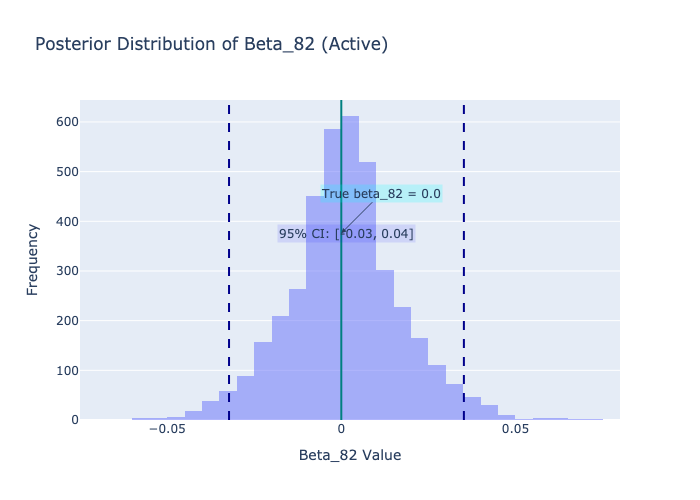 Posterior Distribution of Beta_82 (Active)
600
500
400
300
200
100
0
Frequency
True beta_82 = 0.0
95% CI: [-0.03, 0.04]
−0.05
0
0.05
Beta_82 Value